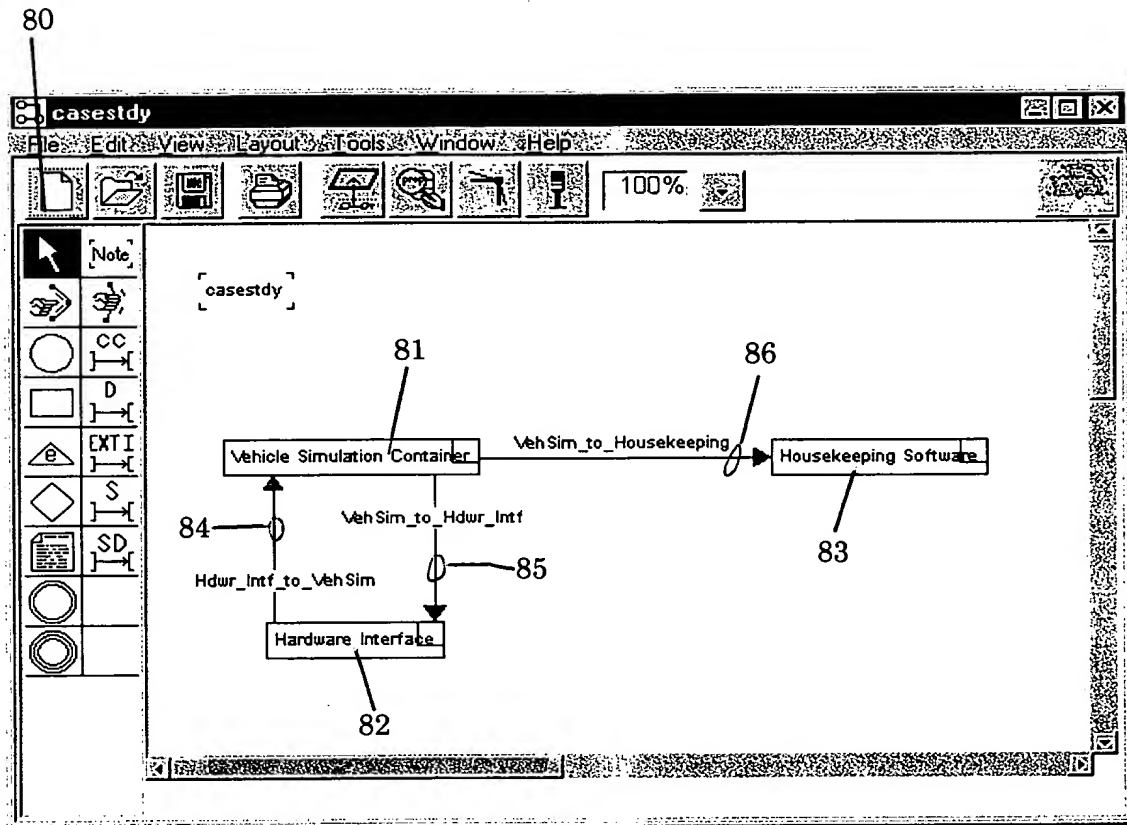 80
casestdy
File Edit View Layout Tools Window Help
100%
[Note]
[casestdy]
CC
D
EXTI
e
S
SD
81
86
Vehicle Simulation Container
VehSim_to_Housekeeping
Housekeeping Software
84
VehSim_to_Hdwr_Intf
83
85
Hdwr_Intf_to_VehSim
Hardware Interface
82